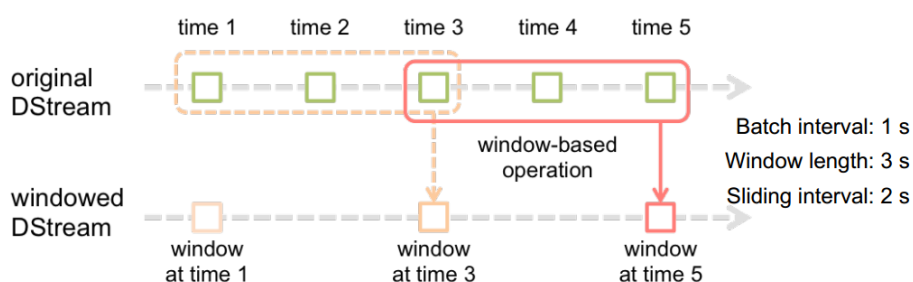 time 1 time 2 time 3 time 4 time 5
original
DStream
Batch interval: 1 s
window-based
operation
Window length: 3 s
Sliding interval: 2 s
windowed
DStream
window
at time 1
window
at time 3
window
at time 5